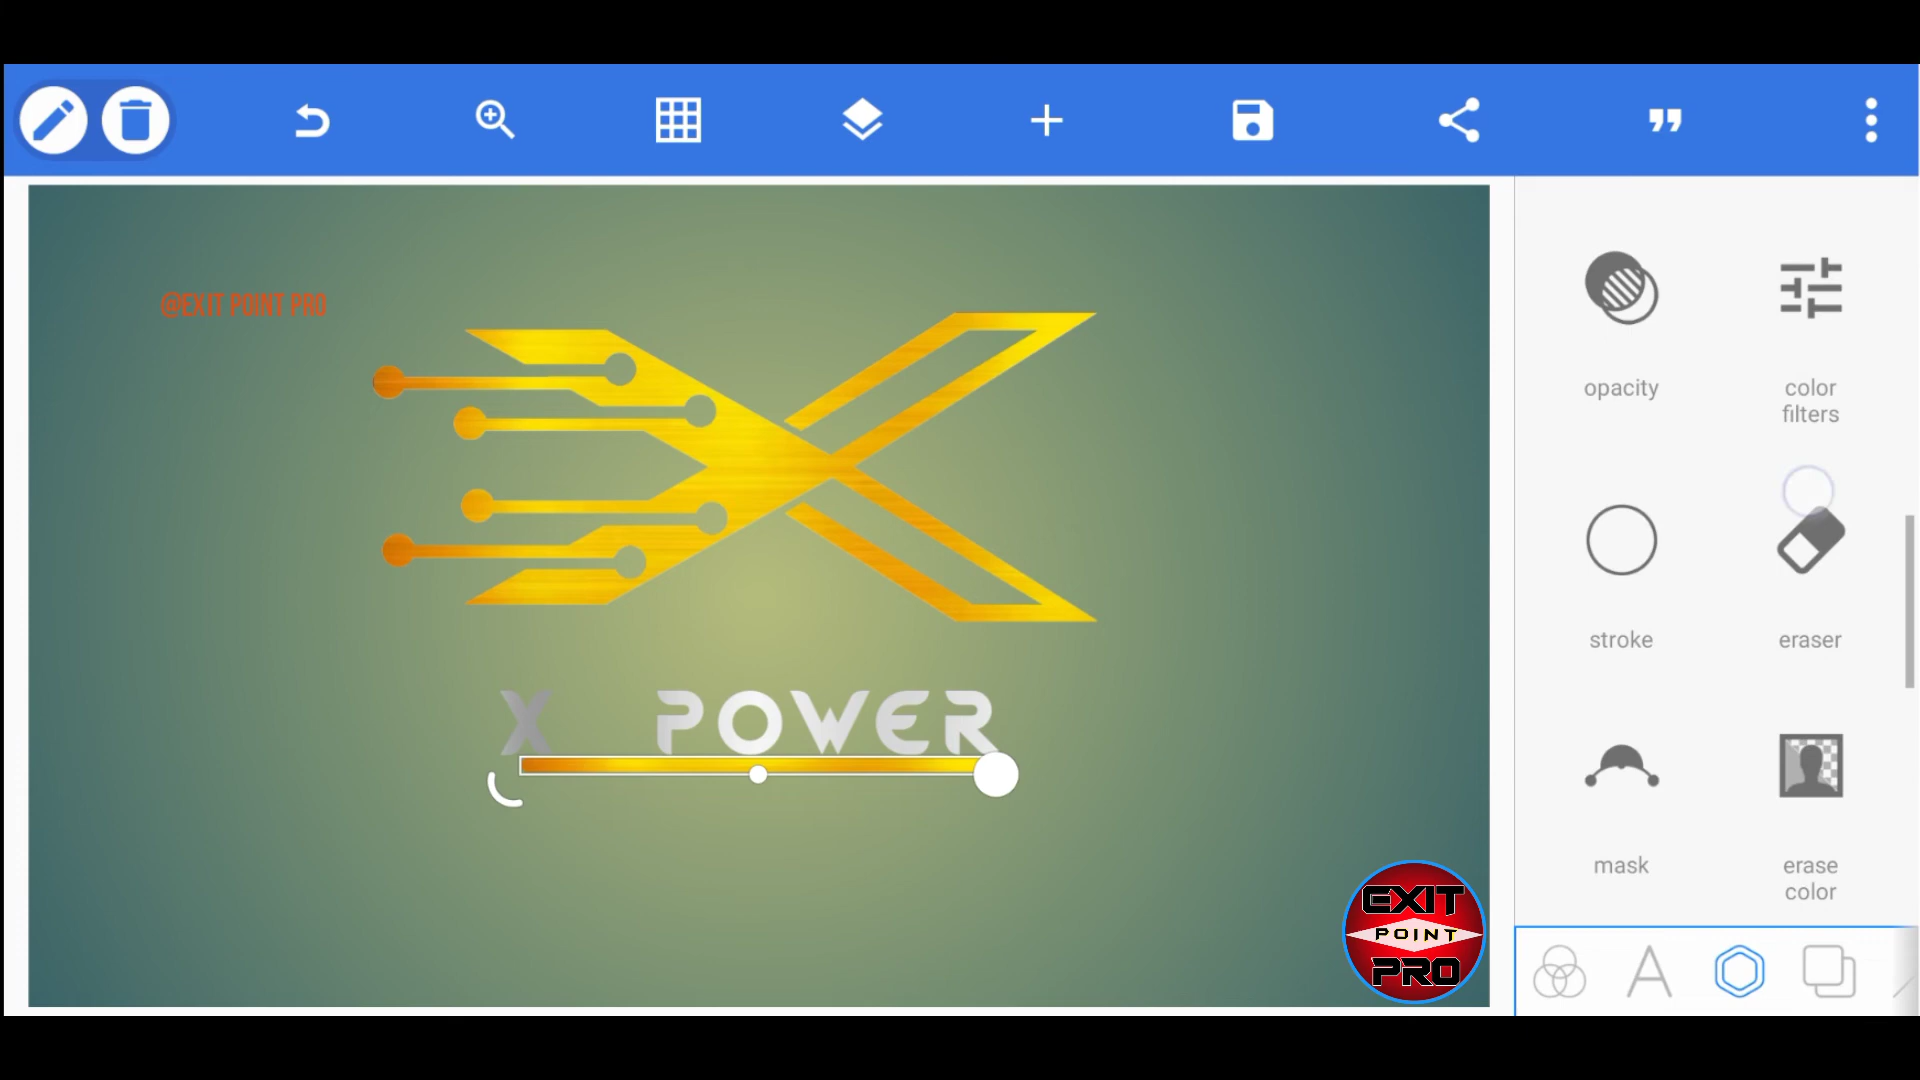 @EXIT POINT PRO
opacity
color
filters
stroke
eraser
X POWER
mask
erase
color
EXIT
POINT
PRO